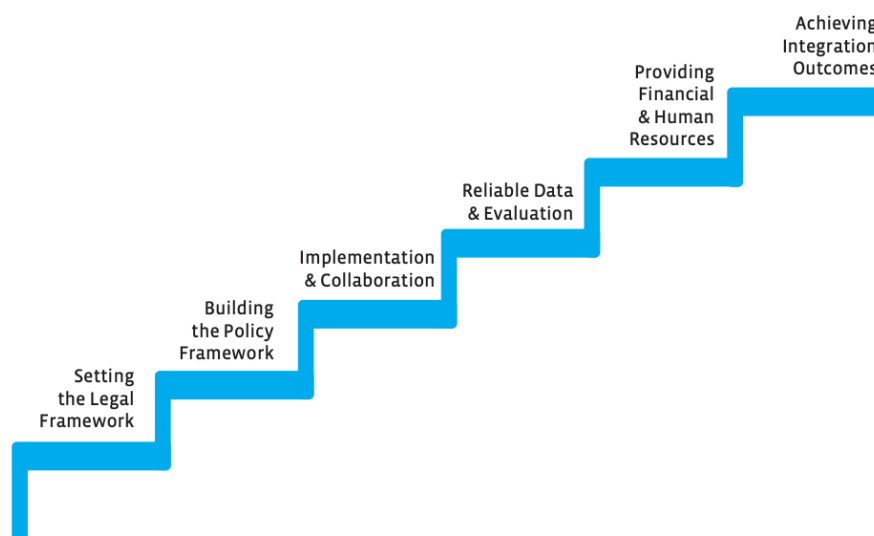 Achieving
Integration
Outcomes
Providing
Financial
& Human
Resources
Reliable Data
& Evaluation
Implementation
& Collaboration
Building
the Policy
Framework
Setting
the Legal
Framework